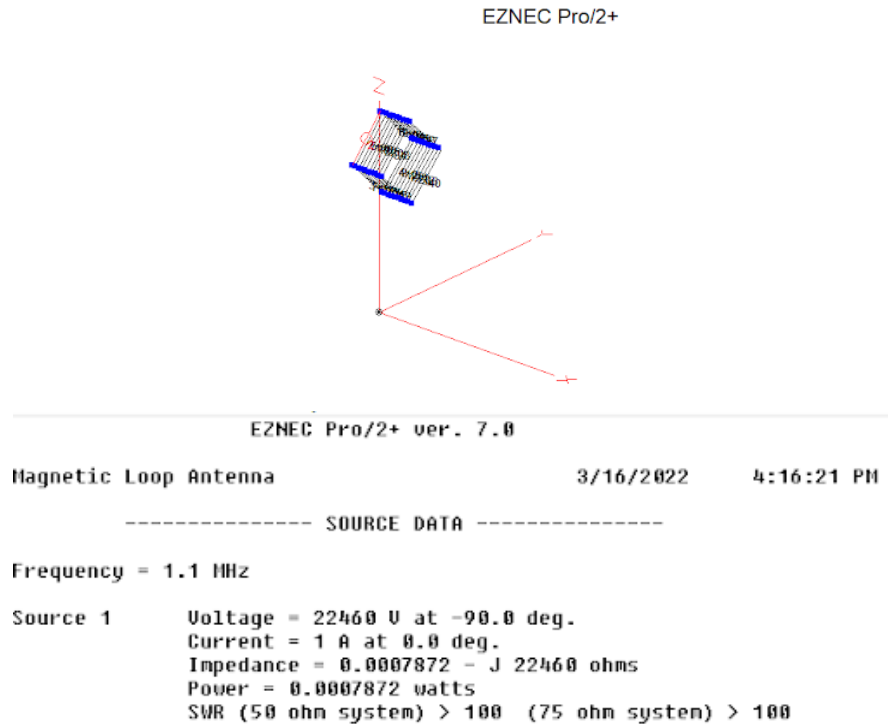 EZNEC Pro/2+
Z
Y
X
EZNEC Pro/2+ ver. 7.0
Magnetic Loop Antenna 3/16/2022 4:16:21 PM
--------------- SOURCE DATA ---------------
Frequency = 1.1 MHz
Source 1 Voltage = 22460 V at -90.0 deg.
Current = 1 A at 0.0 deg.
Impedance = 0.0007872 - J 22460 ohms
Power = 0.0007872 watts
SWR (50 ohm system) > 100 (75 ohm system) > 100